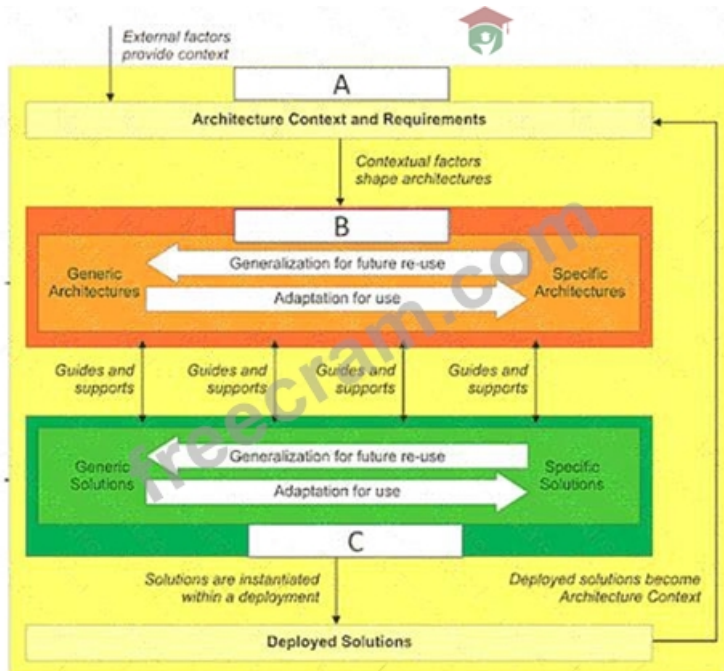 External factors
provide context
A
Architecture Context and Requirements
Contextual factors
shape architectures
B
Generic
Architectures
Generalization for future re-use
Adaptation for use
Specific
Architectures
Guides and
supports
Guides and
supports
Guides and
supports
Guides and
supports
Generic
Solutions
Generalization for future re-use
Adaptation for use
Specific
Solutions
C
Solutions are instantiated
within a deployment
Deployed solutions become
Architecture Context
Deployed Solutions
freecram.com